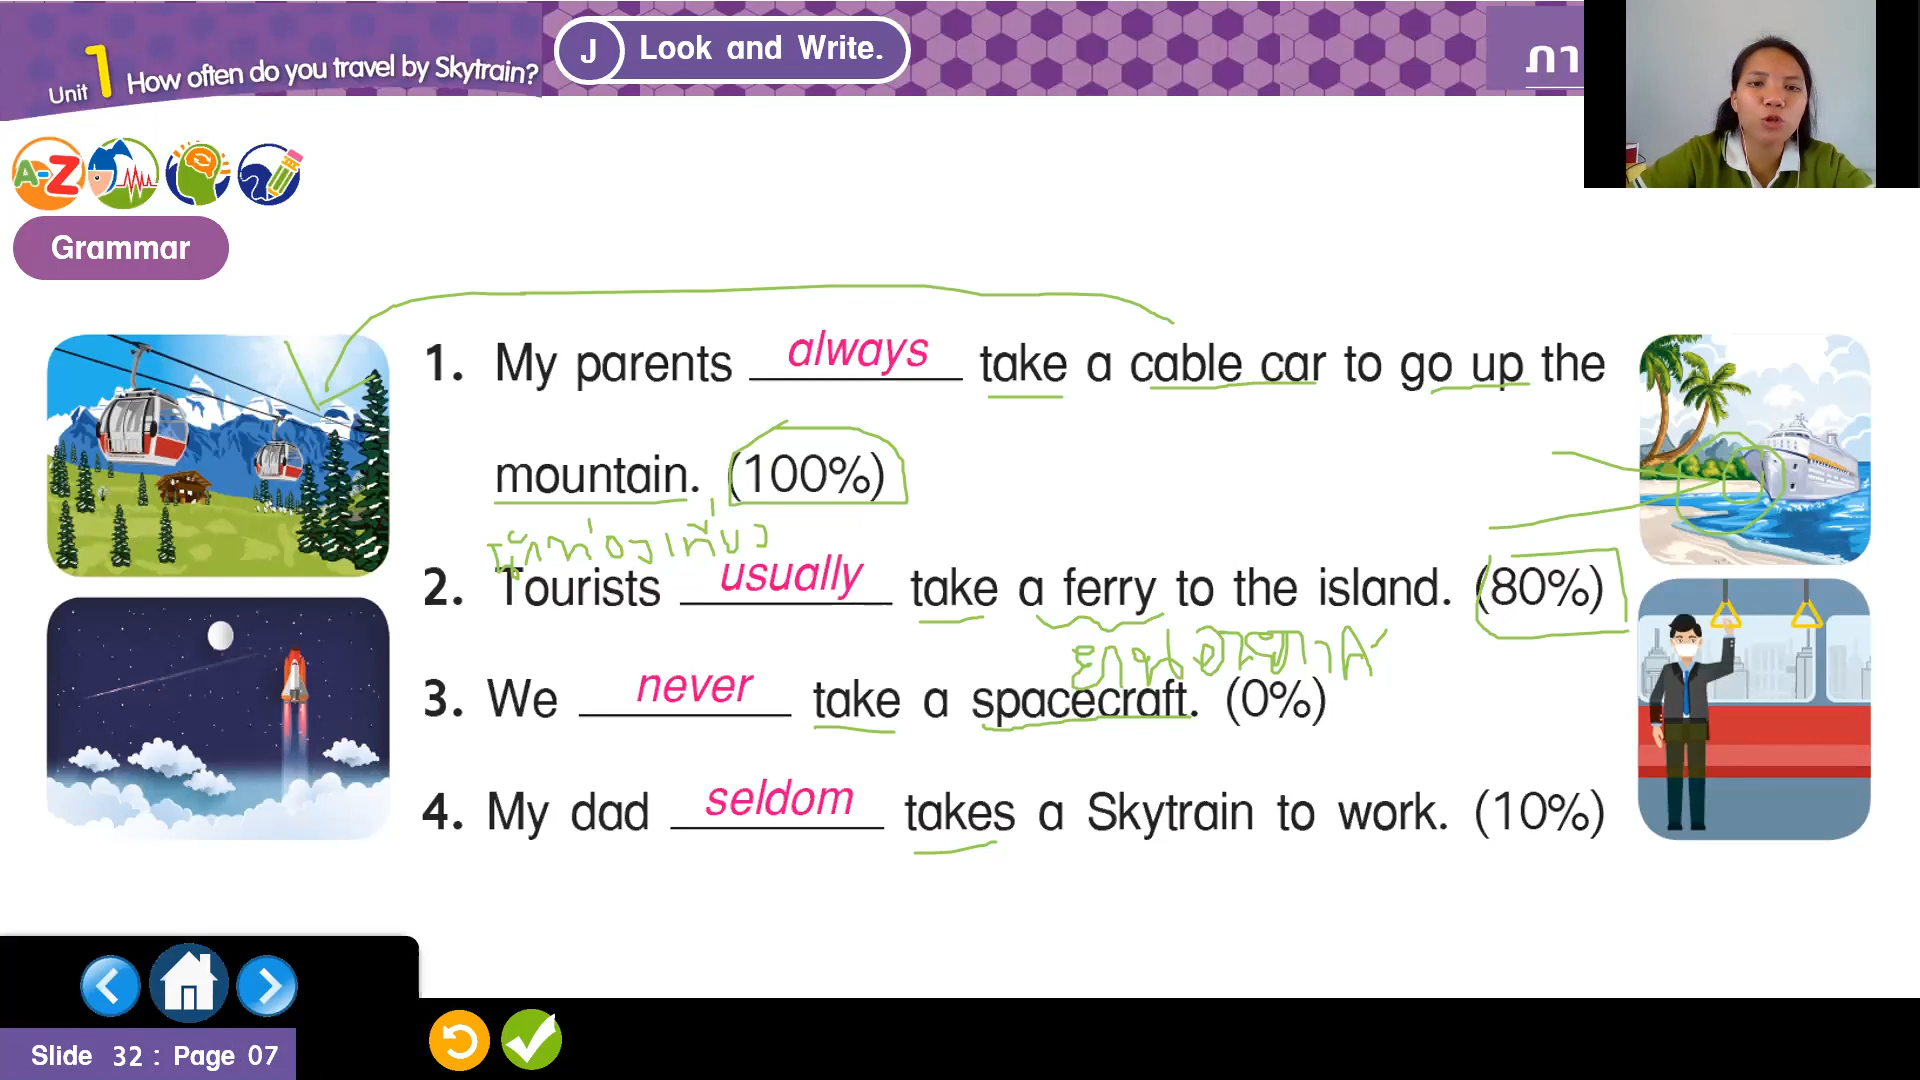 Unit 1 How often do you travel by Skytrain?
J Look and Write.
ภา
A-Z
Grammar
1. My parents always take a cable car to go up the
mountain. (100%)
นักท่องเที่ยว
2. Tourists usually take a ferry to the island. (80%)
ยานอวกาศ
3. We never take a spacecraft. (0%)
4. My dad seldom takes a Skytrain to work. (10%)
Slide 32 : Page 07